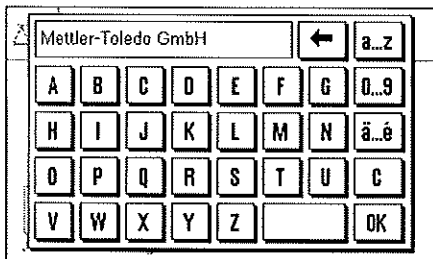 Mettler-Toledo GmbH ← a...z
A B C D E F G 0...9
H I J K L M N ä...é
O P Q R S T U C
V W X Y Z OK